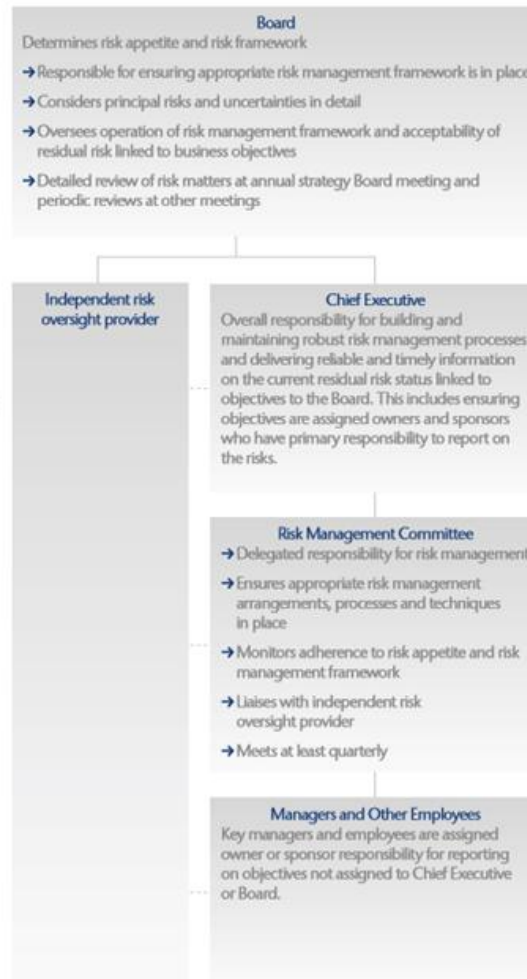 Board
Determines risk appetite and risk framework
→Responsible for ensuring appropriate risk management framework is in place
→Considers principal risks and uncertainties in detail
→Oversees operation of risk management framework and acceptability of
residual risk linked to business objectives
→Detailed review of risk matters at annual strategy Board meeting and
periodic reviews at other meetings
Independent risk
oversight provider
Chief Executive
Overall responsibility for building and
maintaining robust risk management processes
and delivering reliable and timely information
on the current residual risk status linked to
objectives to the Board. This includes ensuring
objectives are assigned owners and sponsors
who have primary responsibility to report on
the risks.
Risk Management Committee
→Delegated responsibility for risk management
→Ensures appropriate risk management
arrangements, processes and techniques
in place
→Monitors adherence to risk appetite and risk
management framework
→Liaises with independent risk
oversight provider
→Meets at least quarterly
Managers and Other Employees
Key managers and employees are assigned
owner or sponsor responsibility for reporting
on objectives not assigned to Chief Executive
or Board.